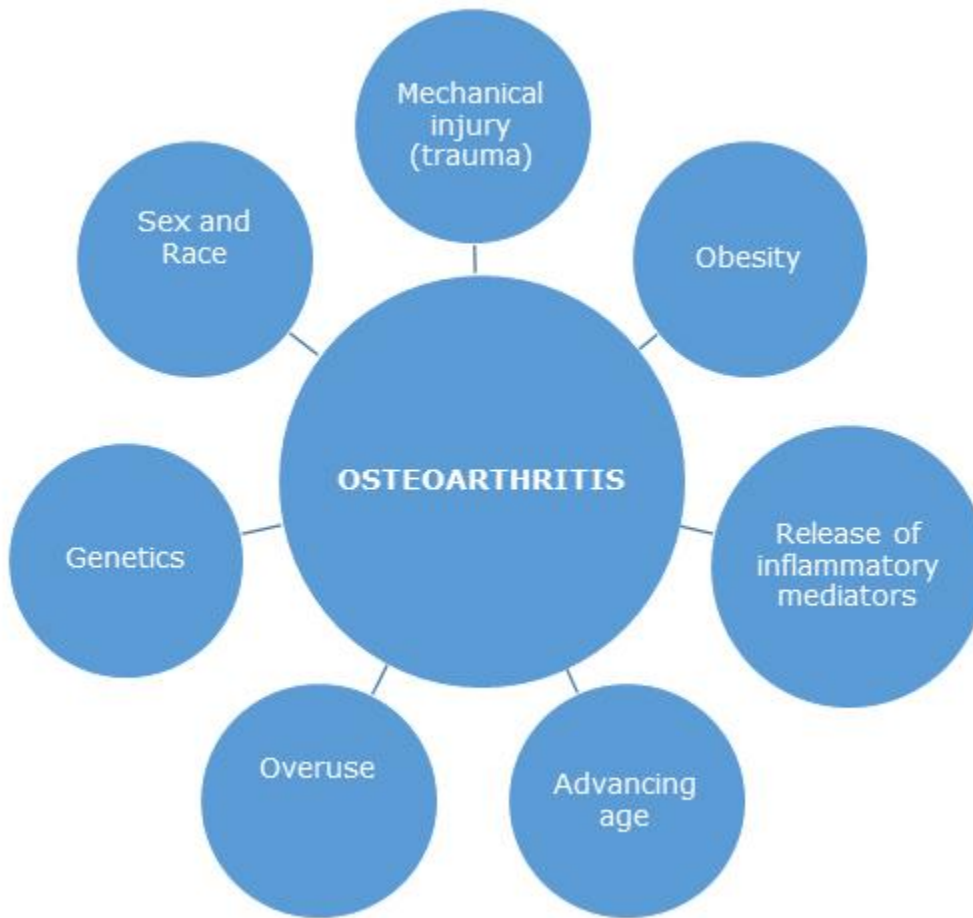 Mechanical
injury
(trauma)
Sex and
Race
Obesity
OSTEOARTHRITIS
Genetics
Release of
inflammatory
mediators
Overuse
Advancing
age